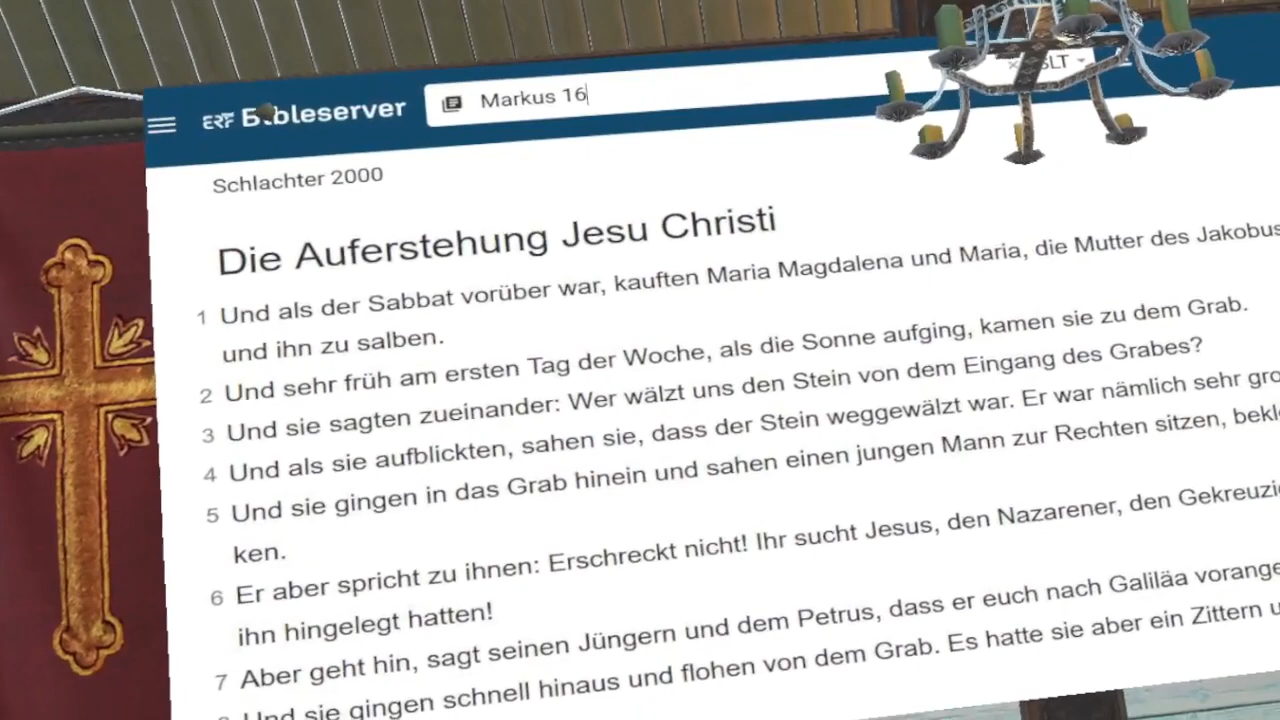 ERF Bibleserver
Markus 16
SLT
Schlachter 2000
Die Auferstehung Jesu Christi
1 Und als der Sabbat vorüber war, kauften Maria Magdalena und Maria, die Mutter des Jakobus
und ihn zu salben.
2 Und sehr früh am ersten Tag der Woche, als die Sonne aufging, kamen sie zu dem Grab.
3 Und sie sagten zueinander: Wer wälzt uns den Stein von dem Eingang des Grabes?
4 Und als sie aufblickten, sahen sie, dass der Stein weggewälzt war. Er war nämlich sehr gro
5 Und sie gingen in das Grab hinein und sahen einen jungen Mann zur Rechten sitzen, bekl
ken.
6 Er aber spricht zu ihnen: Erschreckt nicht! Ihr sucht Jesus, den Nazarener, den Gekreuzi
ihn hingelegt hatten!
7 Aber geht hin, sagt seinen Jüngern und dem Petrus, dass er euch nach Galiläa vorange
8 Und sie gingen schnell hinaus und flohen von dem Grab. Es hatte sie aber ein Zittern u